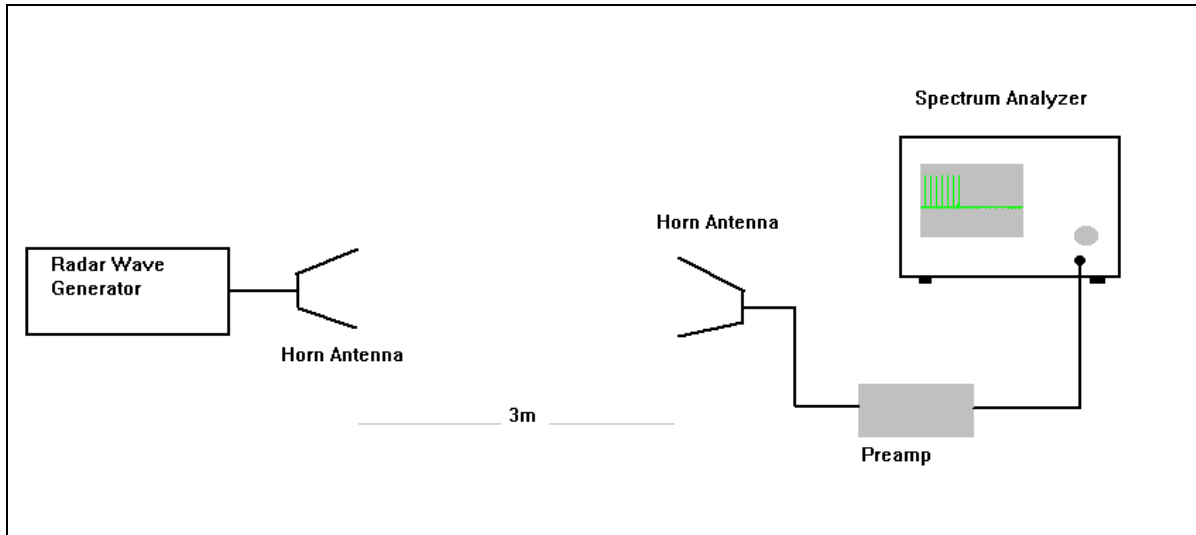 Spectrum Analyzer
Horn Antenna
Radar Wave
Generator
Horn Antenna
3m
Preamp